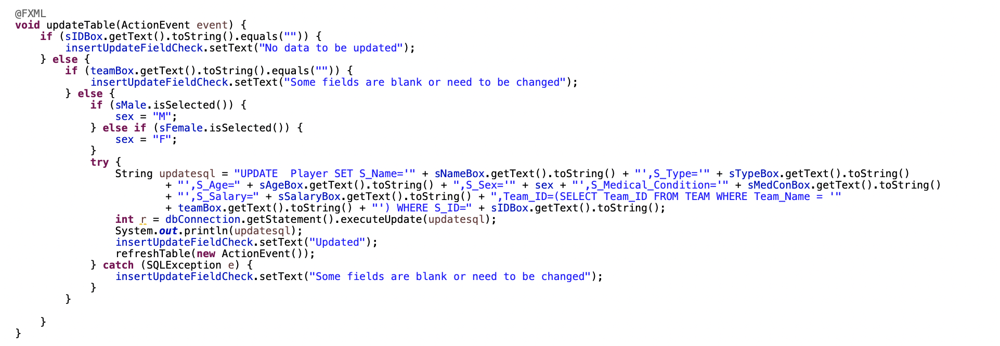 @FXML
void updateTable(ActionEvent event) {
    if (sIDBox.getText().toString().equals("")) {
        insertUpdateFieldCheck.setText("No data to be updated");
    } else {
        if (teamBox.getText().toString().equals("")) {
            insertUpdateFieldCheck.setText("Some fields are blank or need to be changed");
        } else {
            if (sMale.isSelected()) {
                sex = "M";
            } else if (sFemale.isSelected()) {
                sex = "F";
            }
            try {
                String updatesql = "UPDATE  Player SET S_Name='" + sNameBox.getText().toString() + "',S_Type='" + sTypeBox.getText().toString()
                        + "',S_Age=" + sAgeBox.getText().toString() + ",S_Sex='" + sex + "',S_Medical_Condition='" + sMedConBox.getText().toString()
                        + "',S_Salary=" + sSalaryBox.getText().toString() + ",Team_ID=(SELECT Team_ID FROM TEAM WHERE Team_Name = '"
                        + teamBox.getText().toString() + "') WHERE S_ID=" + sIDBox.getText().toString();
                int r = dbConnection.getStatement().executeUpdate(updatesql);
                System.out.println(updatesql);
                insertUpdateFieldCheck.setText("Updated");
                refreshTable(new ActionEvent());
            } catch (SQLException e) {
                insertUpdateFieldCheck.setText("Some fields are blank or need to be changed");
            }
        }

    }
}